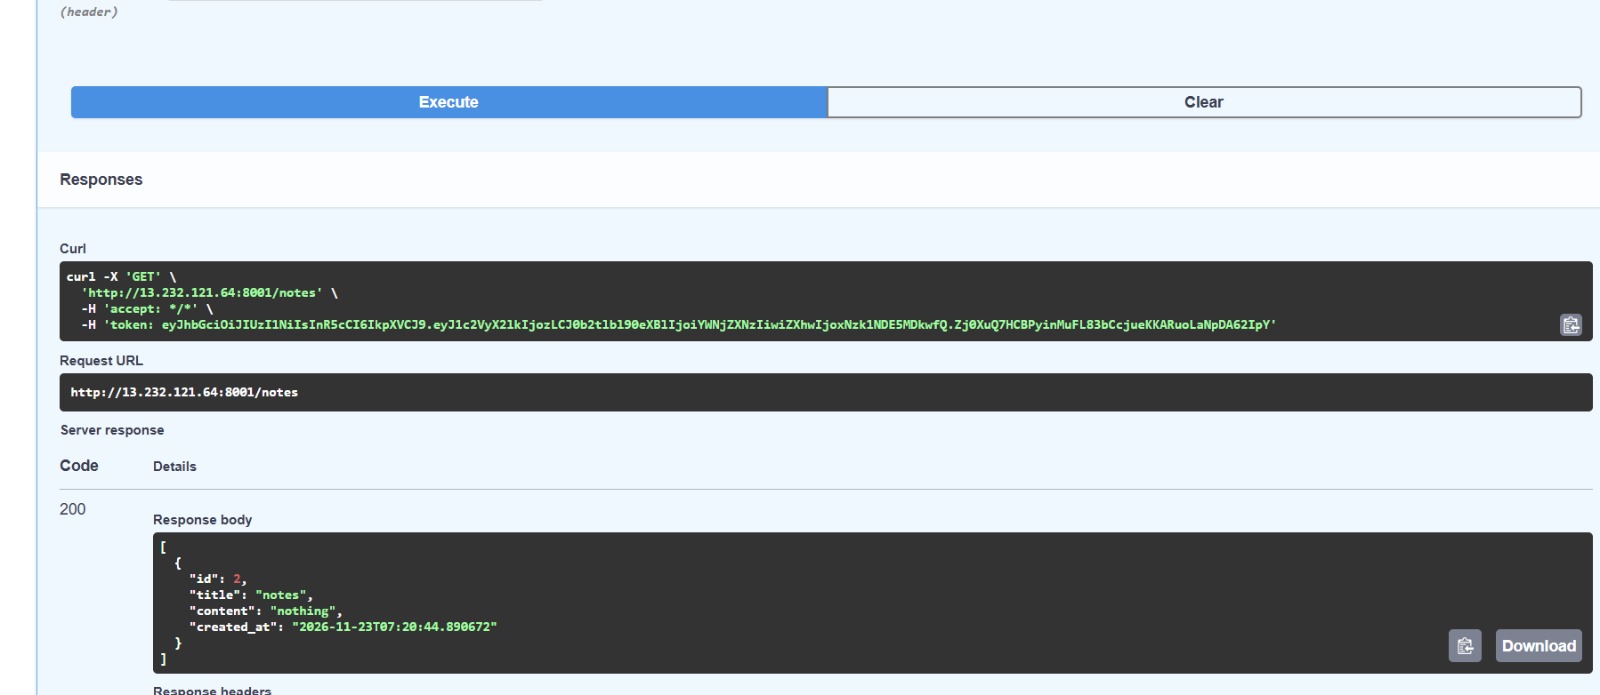 (header)
Execute
Clear
Responses
Curl
curl -X 'GET' \
'http://13.232.121.64:8001/notes' \
-H 'accept: */*' \
-H 'token: eyJhbGciOiJIUzI1NiIsInR5cCI6IkpXVCJ9.eyJ1c2VyX2lkIjozLCJ0b2tlbl90eXBlIjoiYWNjZXNzIiwiZXhwIjoxNzk1NDE5MDkwfQ.Zj0XuQ7HCBPyinMuFL83bCcjueKKARuoLaNpDA62IpY'
Request URL
http://13.232.121.64:8001/notes
Server response
Code
Details
200
Response body
[
{
"id": 2,
"title": "notes",
"content": "nothing",
"created_at": "2026-11-23T07:20:44.890672"
}
]
Download
Response headers